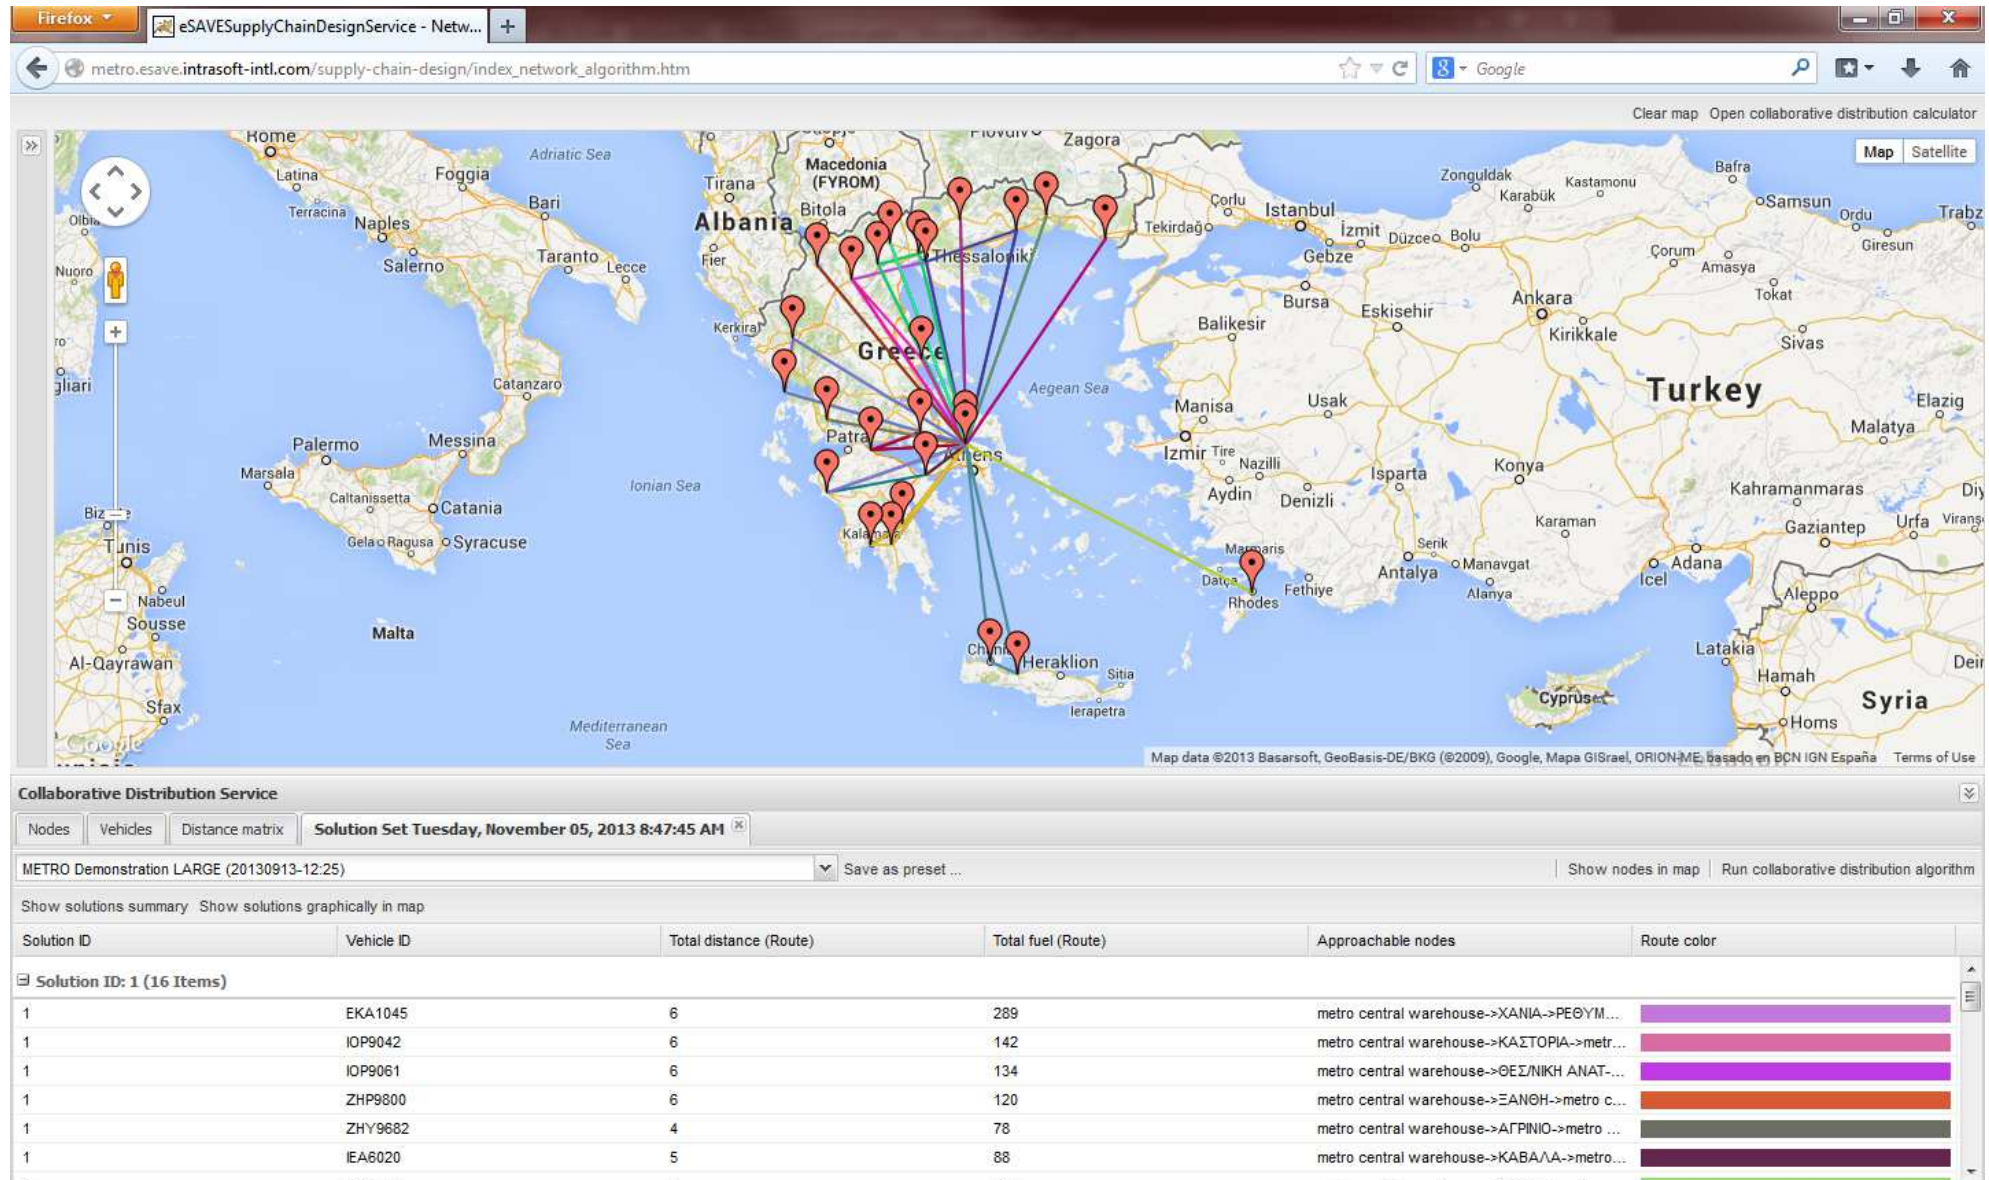 Firefox
eSAVESupplyChainDesignService - Netw...
metro.esave.intrasoft-intl.com/supply-chain-design/index_network_algorithm.htm
Google
Clear map Open collaborative distribution calculator
Map Satellite
Rome
Latina
Terracina
Naples
Foggia
Salerno
Bari
Taranto
Lecce
Adriatic Sea
Nuoro
Catanzaro
Palermo
Messina
Marsala
Caltanissetta
Catania
Gela
Ragusa
Syracuse
Tunis
Nabeul
Sousse
Al-Qayrawan
Sfax
Malta
Ionian Sea
Mediterranean
Sea
Tirana
Albania
Fier
Macedonia
(FYROM)
Bitola
Kerkira
Thessaloniki
Greece
Patra
Athens
Kalamata
Aegean Sea
Heraklion
Sitia
Ierapetra
Plovdiv
Zagora
Tekirdağ
Çorlu
Istanbul
Gebze
İzmit
Düzce
Bolu
Zonguldak
Karabük
Kastamonu
Bafra
Samsun
Ordu
Trabz
Giresun
Çorum
Amasya
Tokat
Bursa
Eskisehir
Ankara
Kirikkale
Sivas
Balikesir
Turkey
Elazig
Malatya
Manisa
Usak
Izmir
Tire
Nazilli
Aydin
Denizli
Isparta
Konya
Karaman
Kahramanmaras
Gaziantep
Urfa
Marmaris
Datça
Rhodes
Fethiye
Antalya
Serik
Manavgat
Alanya
Icel
Adana
Aleppo
Latakia
Hamah
Homs
Syria
Cyprus
Google
Map data ©2013 Basarsoft, GeoBasis-DE/BKG (©2009), Google, Mapa GISrael, ORION-ME, basado en BCN IGN España Terms of Use
Collaborative Distribution Service
Nodes Vehicles Distance matrix Solution Set Tuesday, November 05, 2013 8:47:45 AM
METRO Demonstration LARGE (20130913-12:25) Save as preset ... Show nodes in map Run collaborative distribution algorithm
Show solutions summary Show solutions graphically in map
Solution ID Vehicle ID Total distance (Route) Total fuel (Route) Approachable nodes Route color
Solution ID: 1 (16 Items)
1 EKA1045 6 289 metro central warehouse->ΧΑΝΙΑ->ΡΕΘΥΜ...
1 IOP9042 6 142 metro central warehouse->ΚΑΣΤΟΡΙΑ->metr...
1 IOP9061 6 134 metro central warehouse->ΘΕΣ/ΝΙΚΗ ΑΝΑΤ-...
1 ZHP9800 6 120 metro central warehouse->ΞΑΝΘΗ->metro c...
1 ZHY9682 4 78 metro central warehouse->ΑΓΡΙΝΙΟ->metro ...
1 IEA6020 5 88 metro central warehouse->ΚΑΒΑΛΑ->metro...